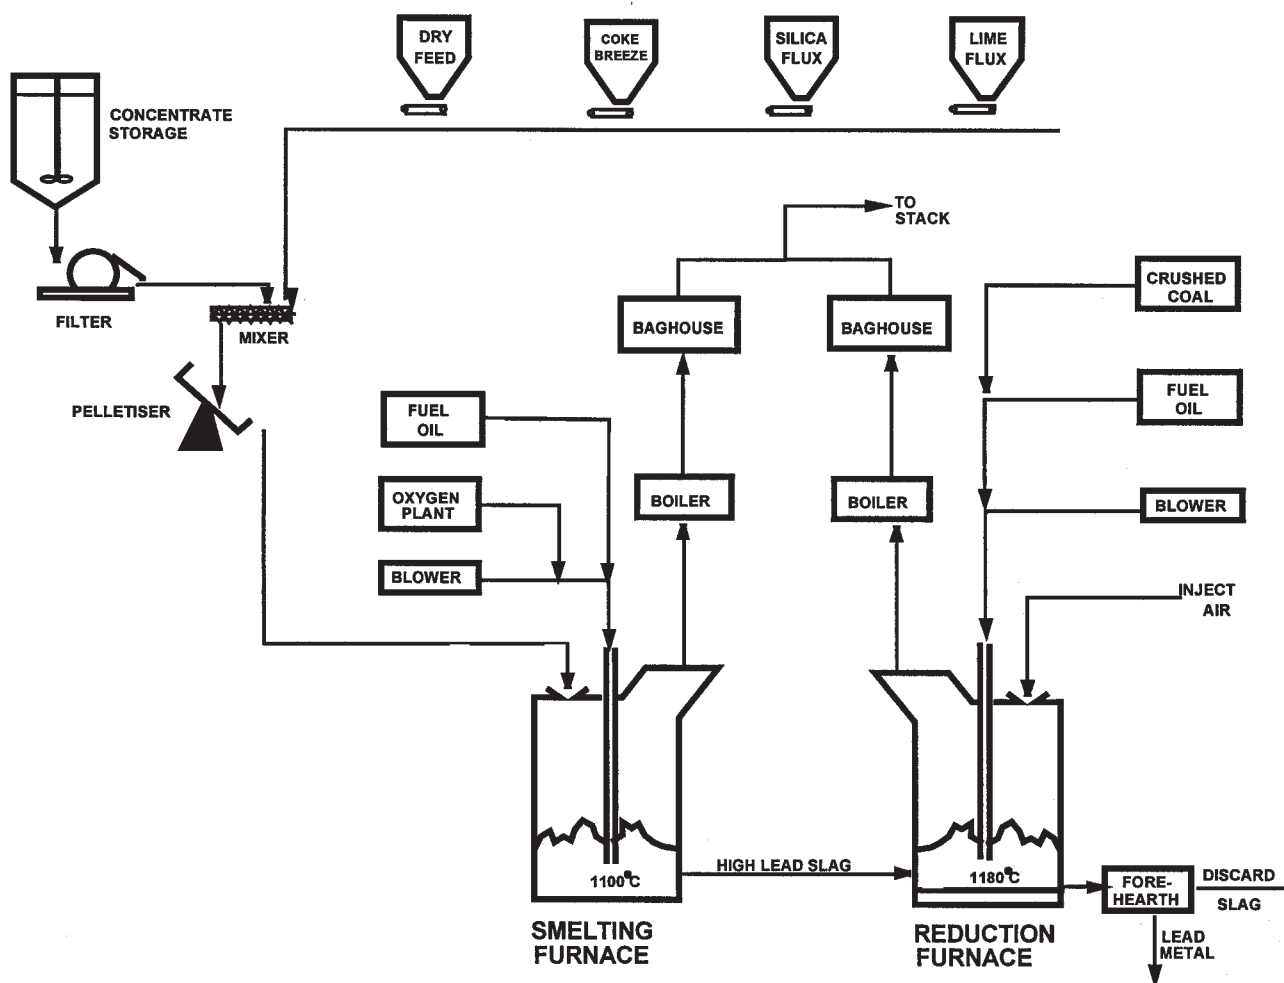 DRY
FEED
COKE
BREEZE
SILICA
FLUX
LIME
FLUX
CONCENTRATE
STORAGE
TO
STACK
CRUSHED
COAL
FILTER
MIXER
BAGHOUSE
BAGHOUSE
PELLETISER
FUEL
OIL
FUEL
OIL
OXYGEN
PLANT
BOILER
BOILER
BLOWER
BLOWER
INJECT
AIR
HIGH LEAD SLAG
1100°C
1180°C
FORE-
HEARTH
DISCARD
SLAG
SMELTING
FURNACE
REDUCTION
FURNACE
LEAD
METAL